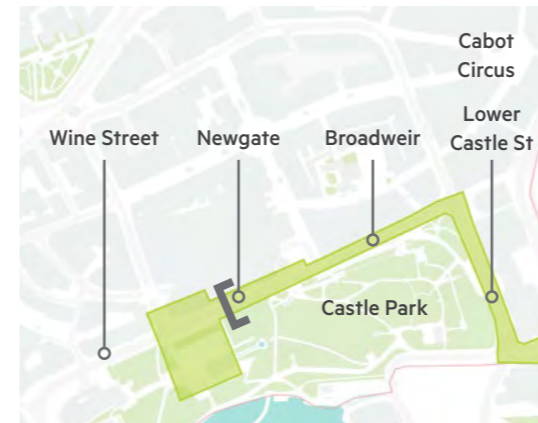 Cabot
Circus
Wine Street
Newgate
Broadweir
Lower
Castle St
Castle Park